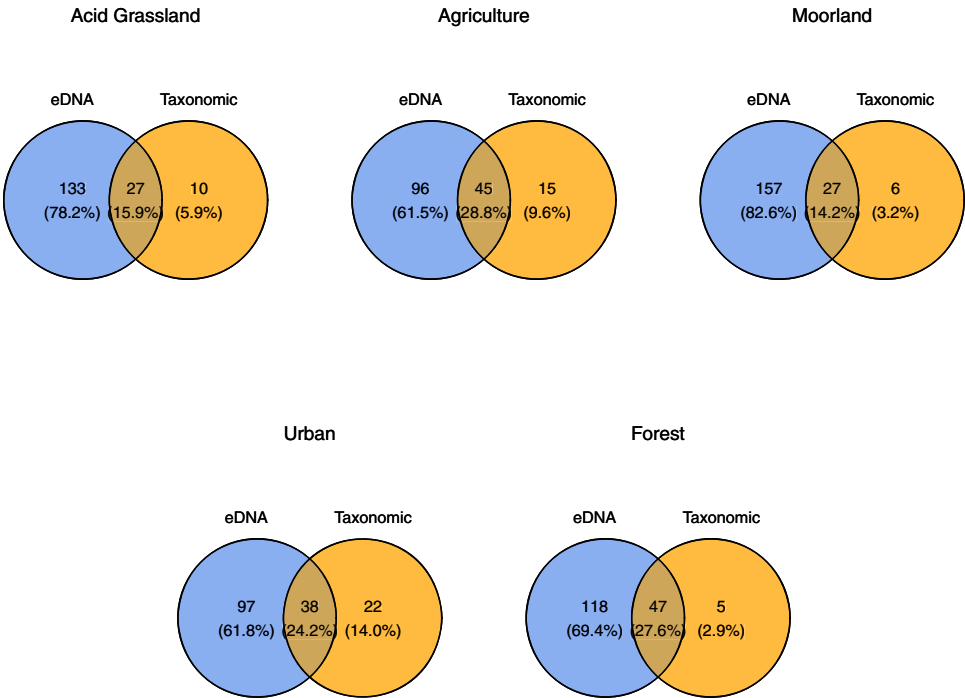 Acid Grassland
Agriculture
Moorland
eDNA
Taxonomic
eDNA
Taxonomic
eDNA
Taxonomic
133
27
10
96
45
15
157
27
6
(78.2%)
(15.9%)
(5.9%)
(61.5%)
(28.8%)
(9.6%)
(82.6%)
(14.2%)
(3.2%)
Urban
Forest
eDNA
Taxonomic
eDNA
Taxonomic
97
38
22
118
47
5
(61.8%)
(24.2%)
(14.0%)
(69.4%)
(27.6%)
(2.9%)